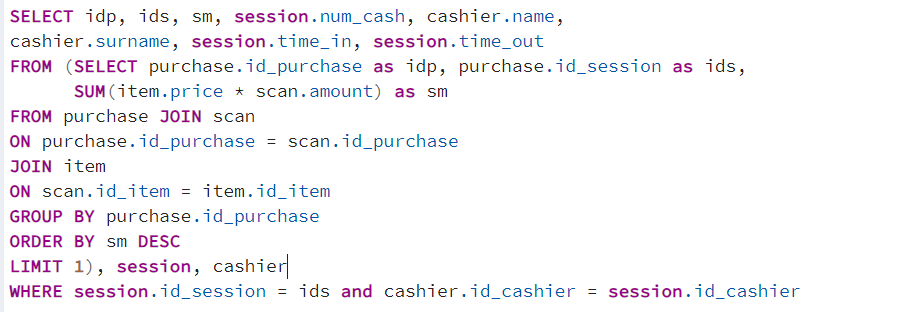 SELECT idp, ids, sm, session.num_cash, cashier.name,
cashier.surname, session.time_in, session.time_out
FROM (SELECT purchase.id_purchase as idp, purchase.id_session as ids,
SUM(item.price * scan.amount) as sm
FROM purchase JOIN scan
ON purchase.id_purchase = scan.id_purchase
JOIN item
ON scan.id_item = item.id_item
GROUP BY purchase.id_purchase
ORDER BY sm DESC
LIMIT 1), session, cashier
WHERE session.id_session = ids and cashier.id_cashier = session.id_cashier